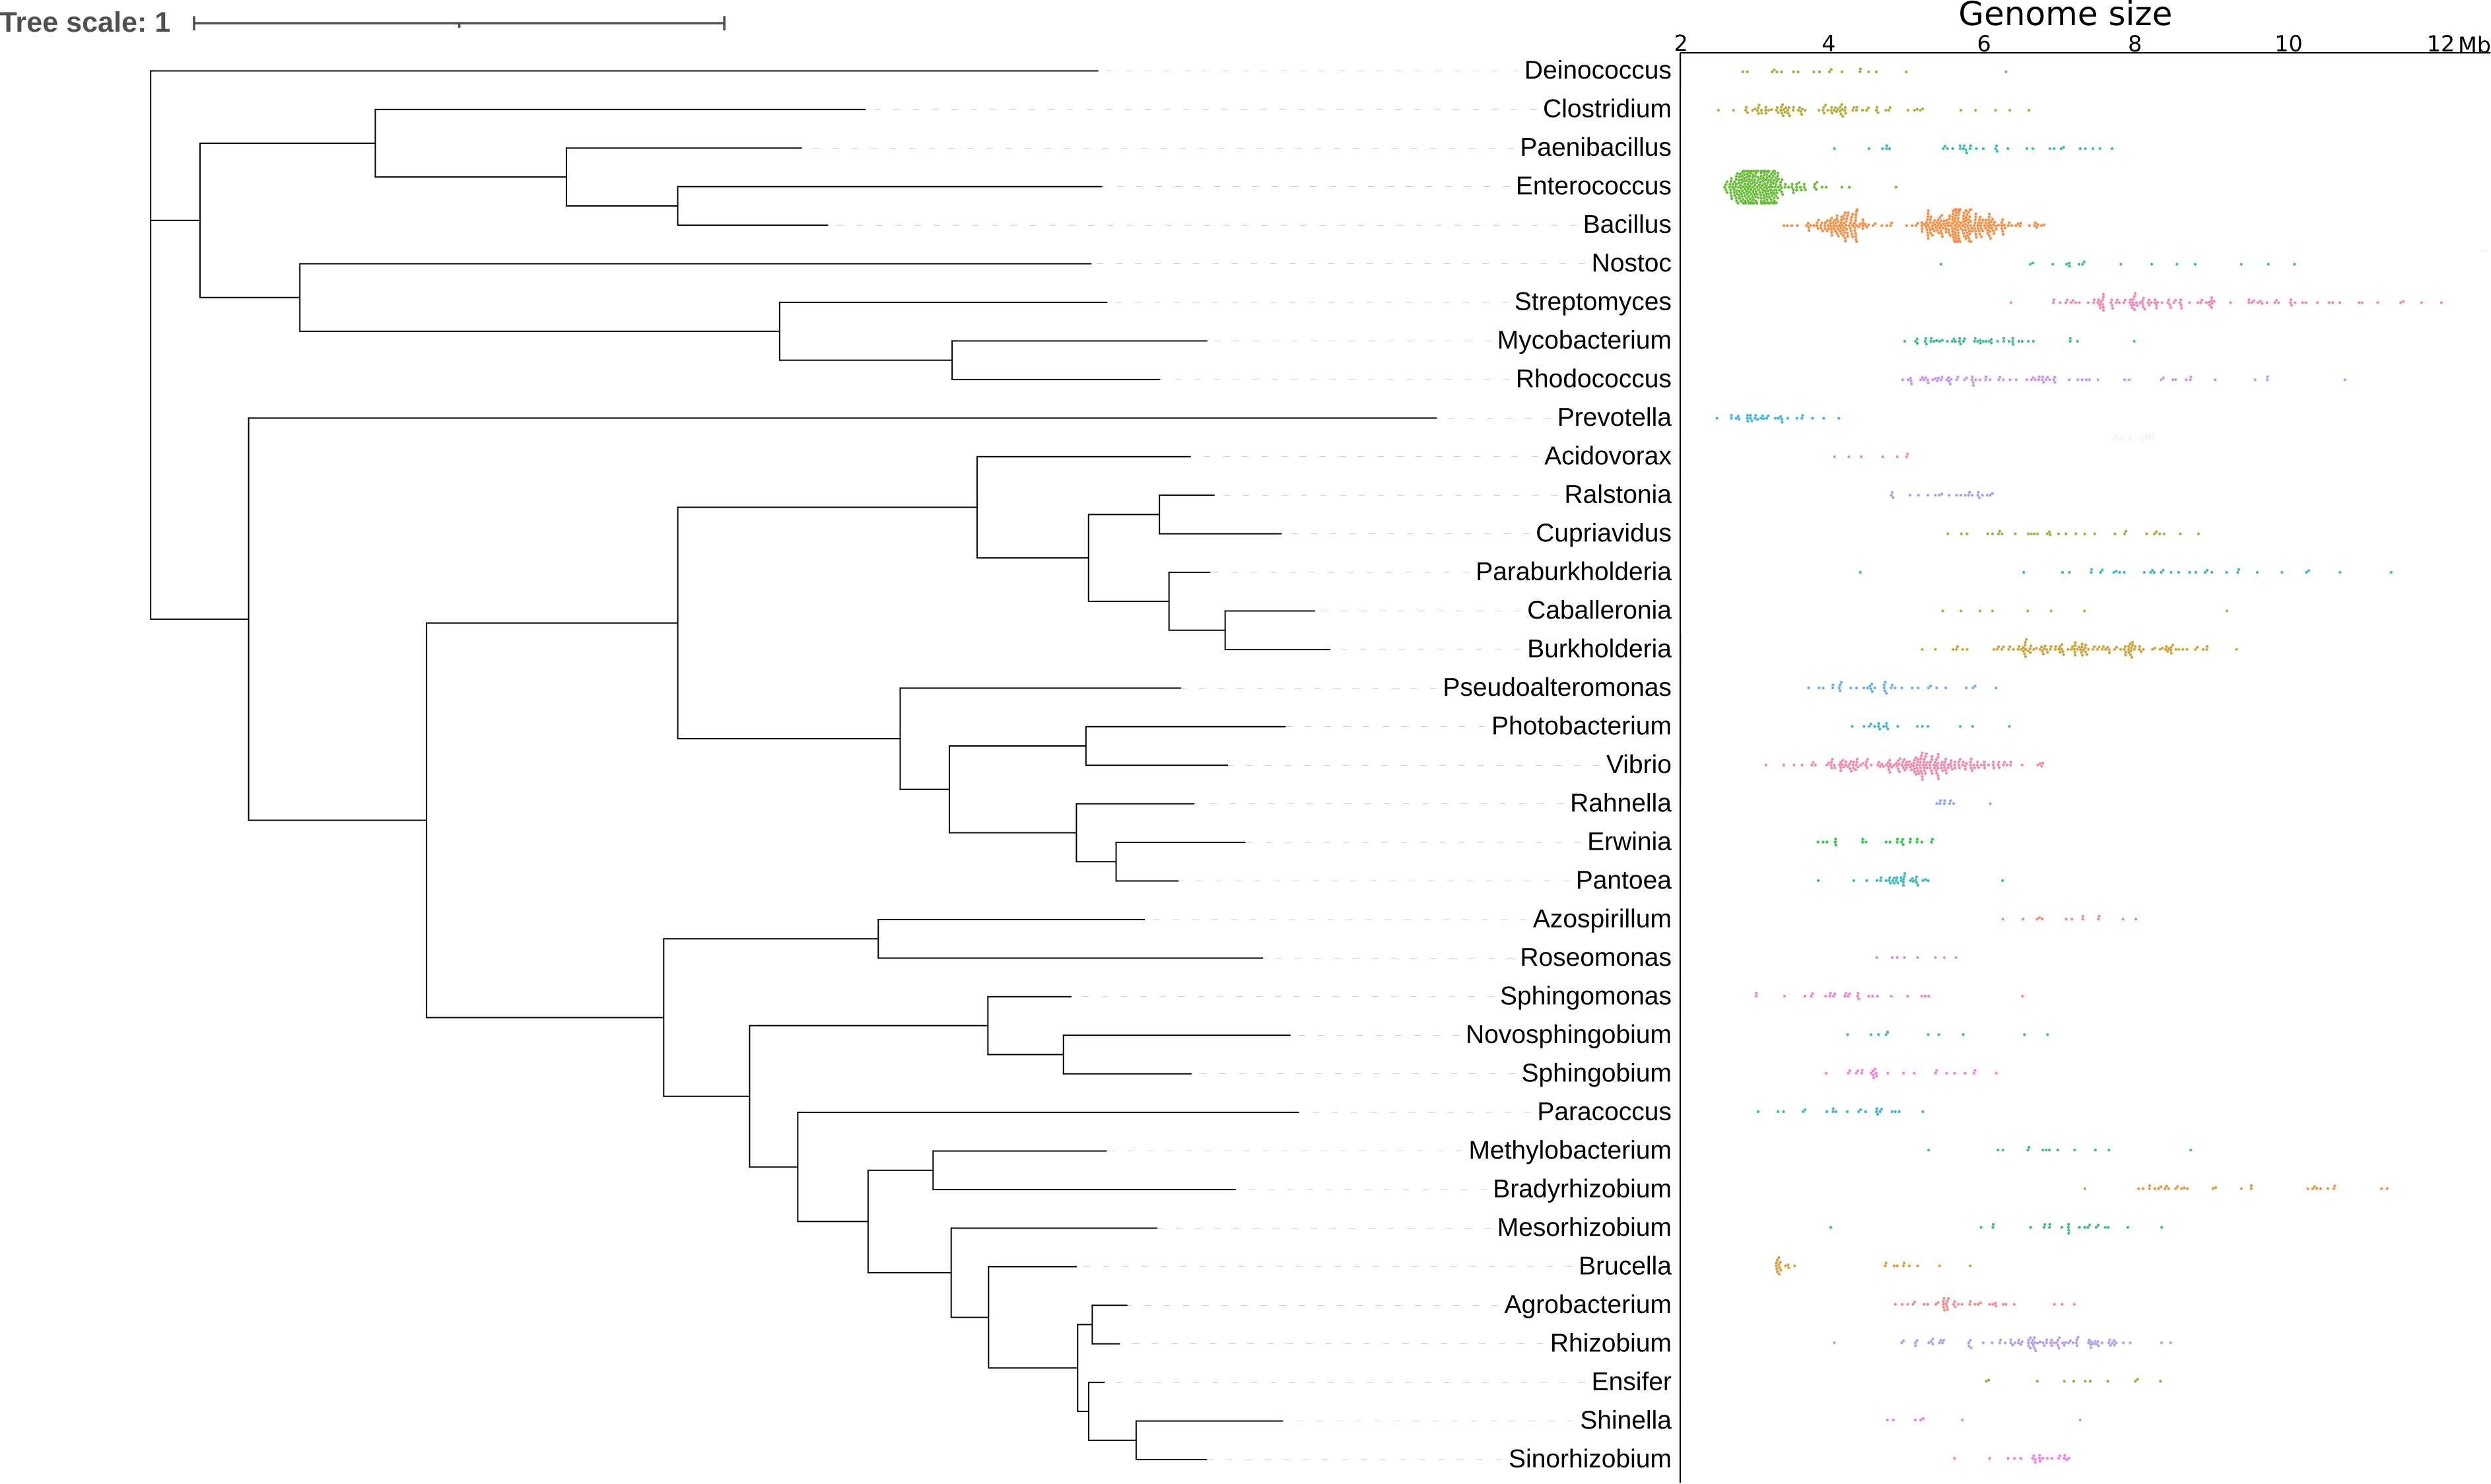 Genome size
Tree scale: 1
2 4 6 8 10 12 Mb
Deinococcus
Clostridium
Paenibacillus
Enterococcus
Bacillus
Nostoc
Streptomyces
Mycobacterium
Rhodococcus
Prevotella
Acidovorax
Ralstonia
Cupriavidus
Paraburkholderia
Caballeronia
Burkholderia
Pseudoalteromonas
Photobacterium
Vibrio
Rahnella
Erwinia
Pantoea
Azospirillum
Roseomonas
Sphingomonas
Novosphingobium
Sphingobium
Paracoccus
Methylobacterium
Bradyrhizobium
Mesorhizobium
Brucella
Agrobacterium
Rhizobium
Ensifer
Shinella
Sinorhizobium